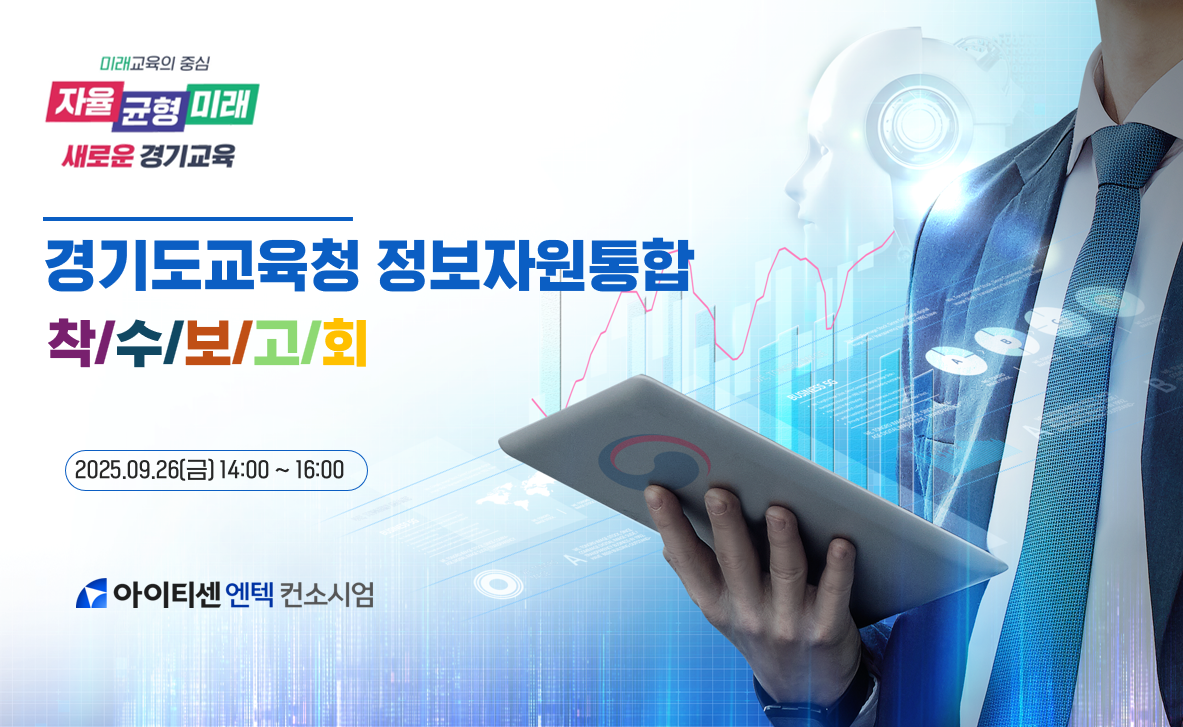 미래교육의 중심
자율 균형 미래
새로운 경기교육
경기도교육청 정보자원통합
착/수/보/고/회
2025.09.26(금) 14:00 ~ 16:00
아이티센 엔텍 컨소시엄
BUSINESS SG
A
B
C
A
B
A